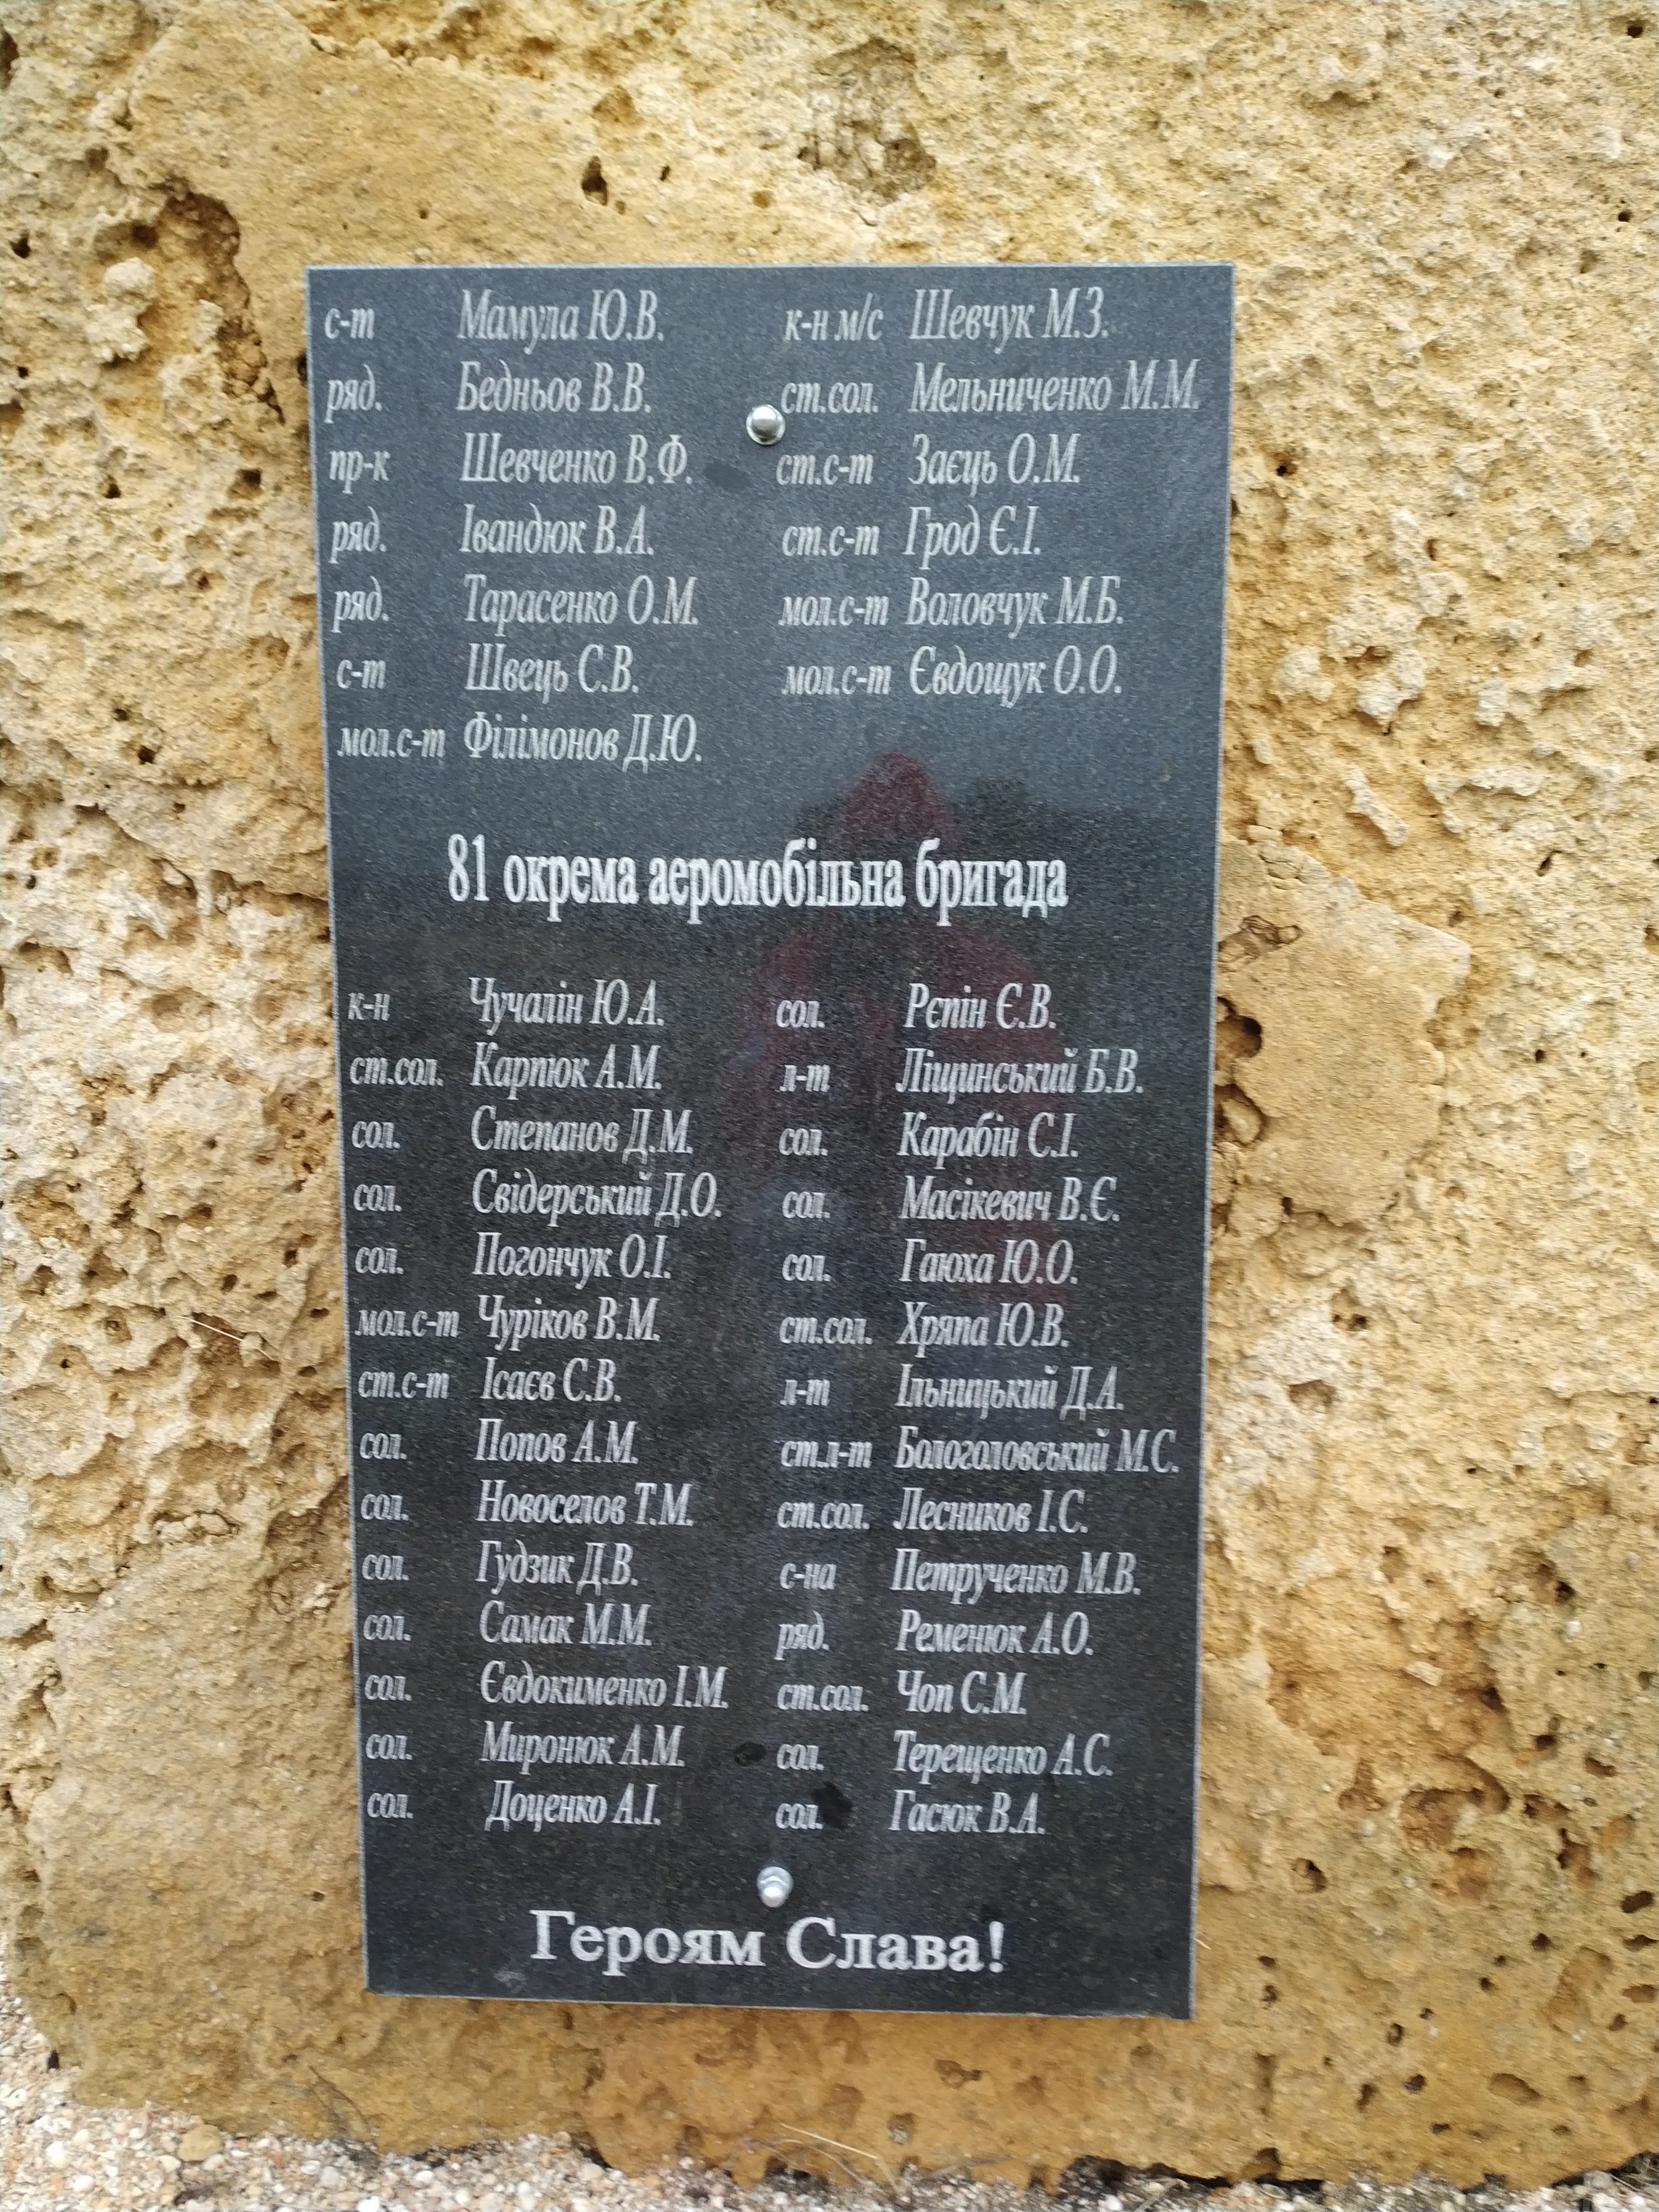 с-т Мамула Ю.В. к-н м/с Шевчук М.З.
ряд. Бедньов В.В. ст.сол. Мельниченко М.М.
пр-к Шевченко В.Ф. ст.с-т Заєць О.М.
ряд. Івандюк В.А. ст.с-т Грод Є.І.
ряд. Тарасенко О.М. мол.с-т Воловчук М.Б.
с-т Швець С.В. мол.с-т Євдощук О.О.
мол.с-т Філімонов Д.Ю.
81 окрема аеромобільна бригада
к-н Чучалін Ю.А. сол. Рєпін Є.В.
ст.сол. Карпюк А.М. л-т Ліщинський Б.В.
сол. Степанов Д.М. сол. Карабін С.І.
сол. Свідерський Д.О. сол. Масікевич В.Є.
сол. Погончук О.І. сол. Гаюха Ю.О.
мол.с-т Чуріков В.М. ст.сол. Хряпа Ю.В.
ст.с-т Ісаєв С.В. л-т Ільницький Д.А.
сол. Попов А.М. ст.л-т Бологоловський М.С.
сол. Новоселов Т.М. ст.сол. Лесников І.С.
сол. Гудзик Д.В. с-на Петрученко М.В.
сол. Самак М.М. ряд. Ременюк А.О.
сол. Євдокименко І.М. ст.сол. Чоп С.М.
сол. Миронюк А.М. сол. Терещенко А.С.
сол. Доценко А.І. сол. Гасюк В.А.
Героям Слава!